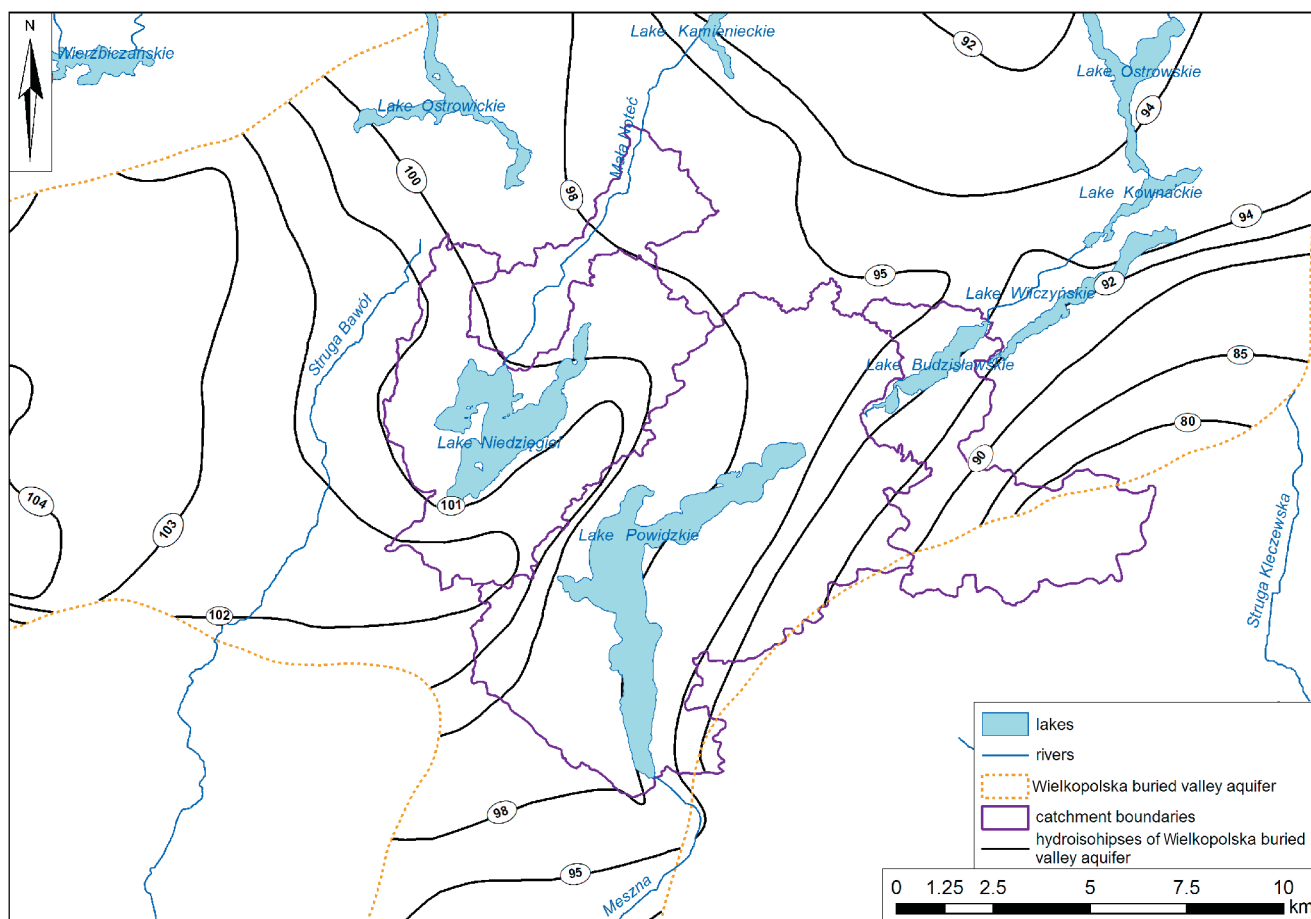 N
Wierzbiczańskie
Lake Kamienieckie
92
Lake Ostrowskie
Lake Ostrowickie
94
Mała Noteć
100
98
Lake Kownackie
94
Struga Bawół
95
92
Lake Wilczyńskie
85
Lake Budzisławskie
80
Lake Niedzięgiel
90
104
101
103
Lake Powidzkie
Struga Kleczewska
102
98
95
Meszna
lakes
rivers
Wielkopolska buried valley aquifer
catchment boundaries
hydroisohipses of Wielkopolska buried
valley aquifer
0 1.25 2.5 5 7.5 10
km